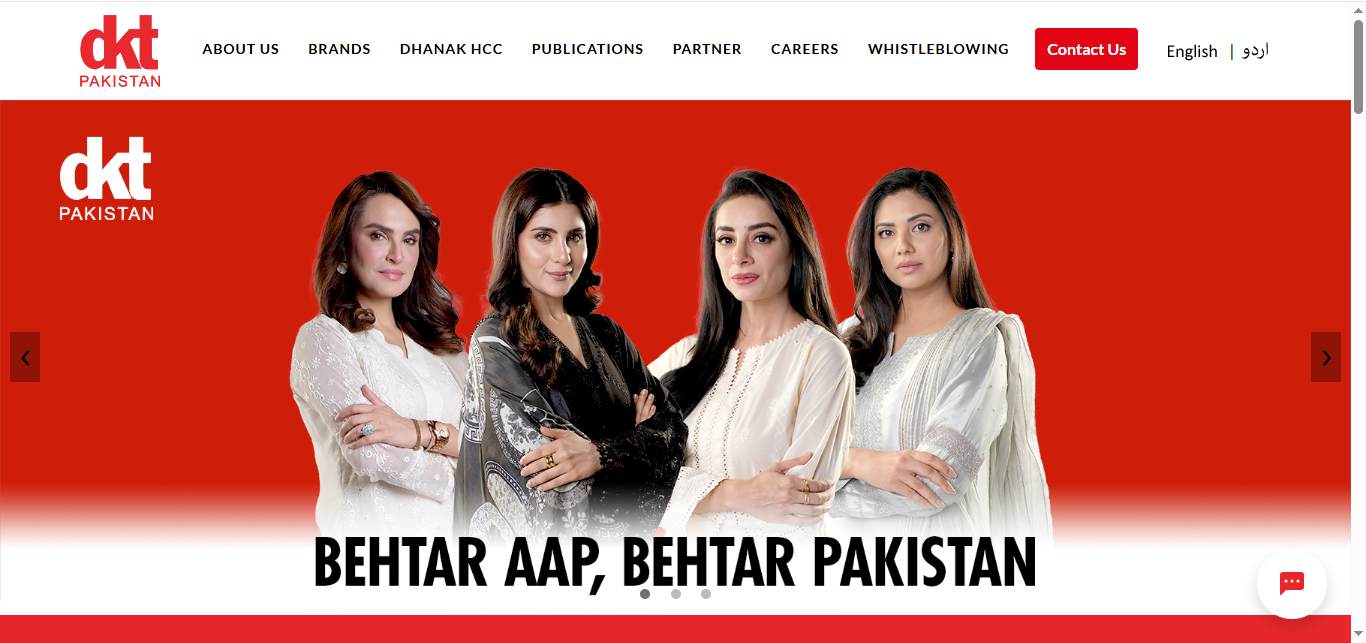 dkt
PAKISTAN
ABOUT US BRANDS DHANAK HCC PUBLICATIONS PARTNER CAREERS WHISTLEBLOWING Contact Us English | اردو
dkt
PAKISTAN
BEHTAR AAP, BEHTAR PAKISTAN